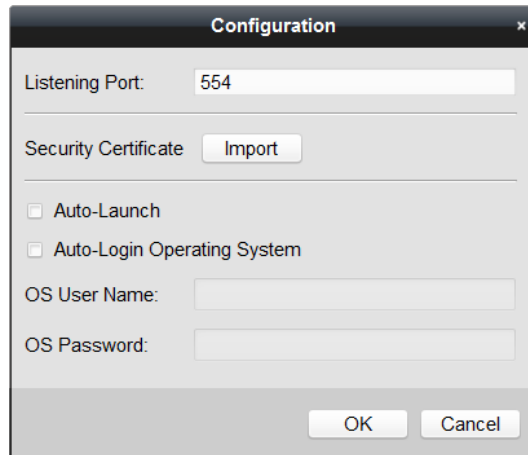 Configuration ×
Listening Port: 554
Security Certificate Import
Auto-Launch
Auto-Login Operating System
OS User Name:
OS Password:
OK Cancel